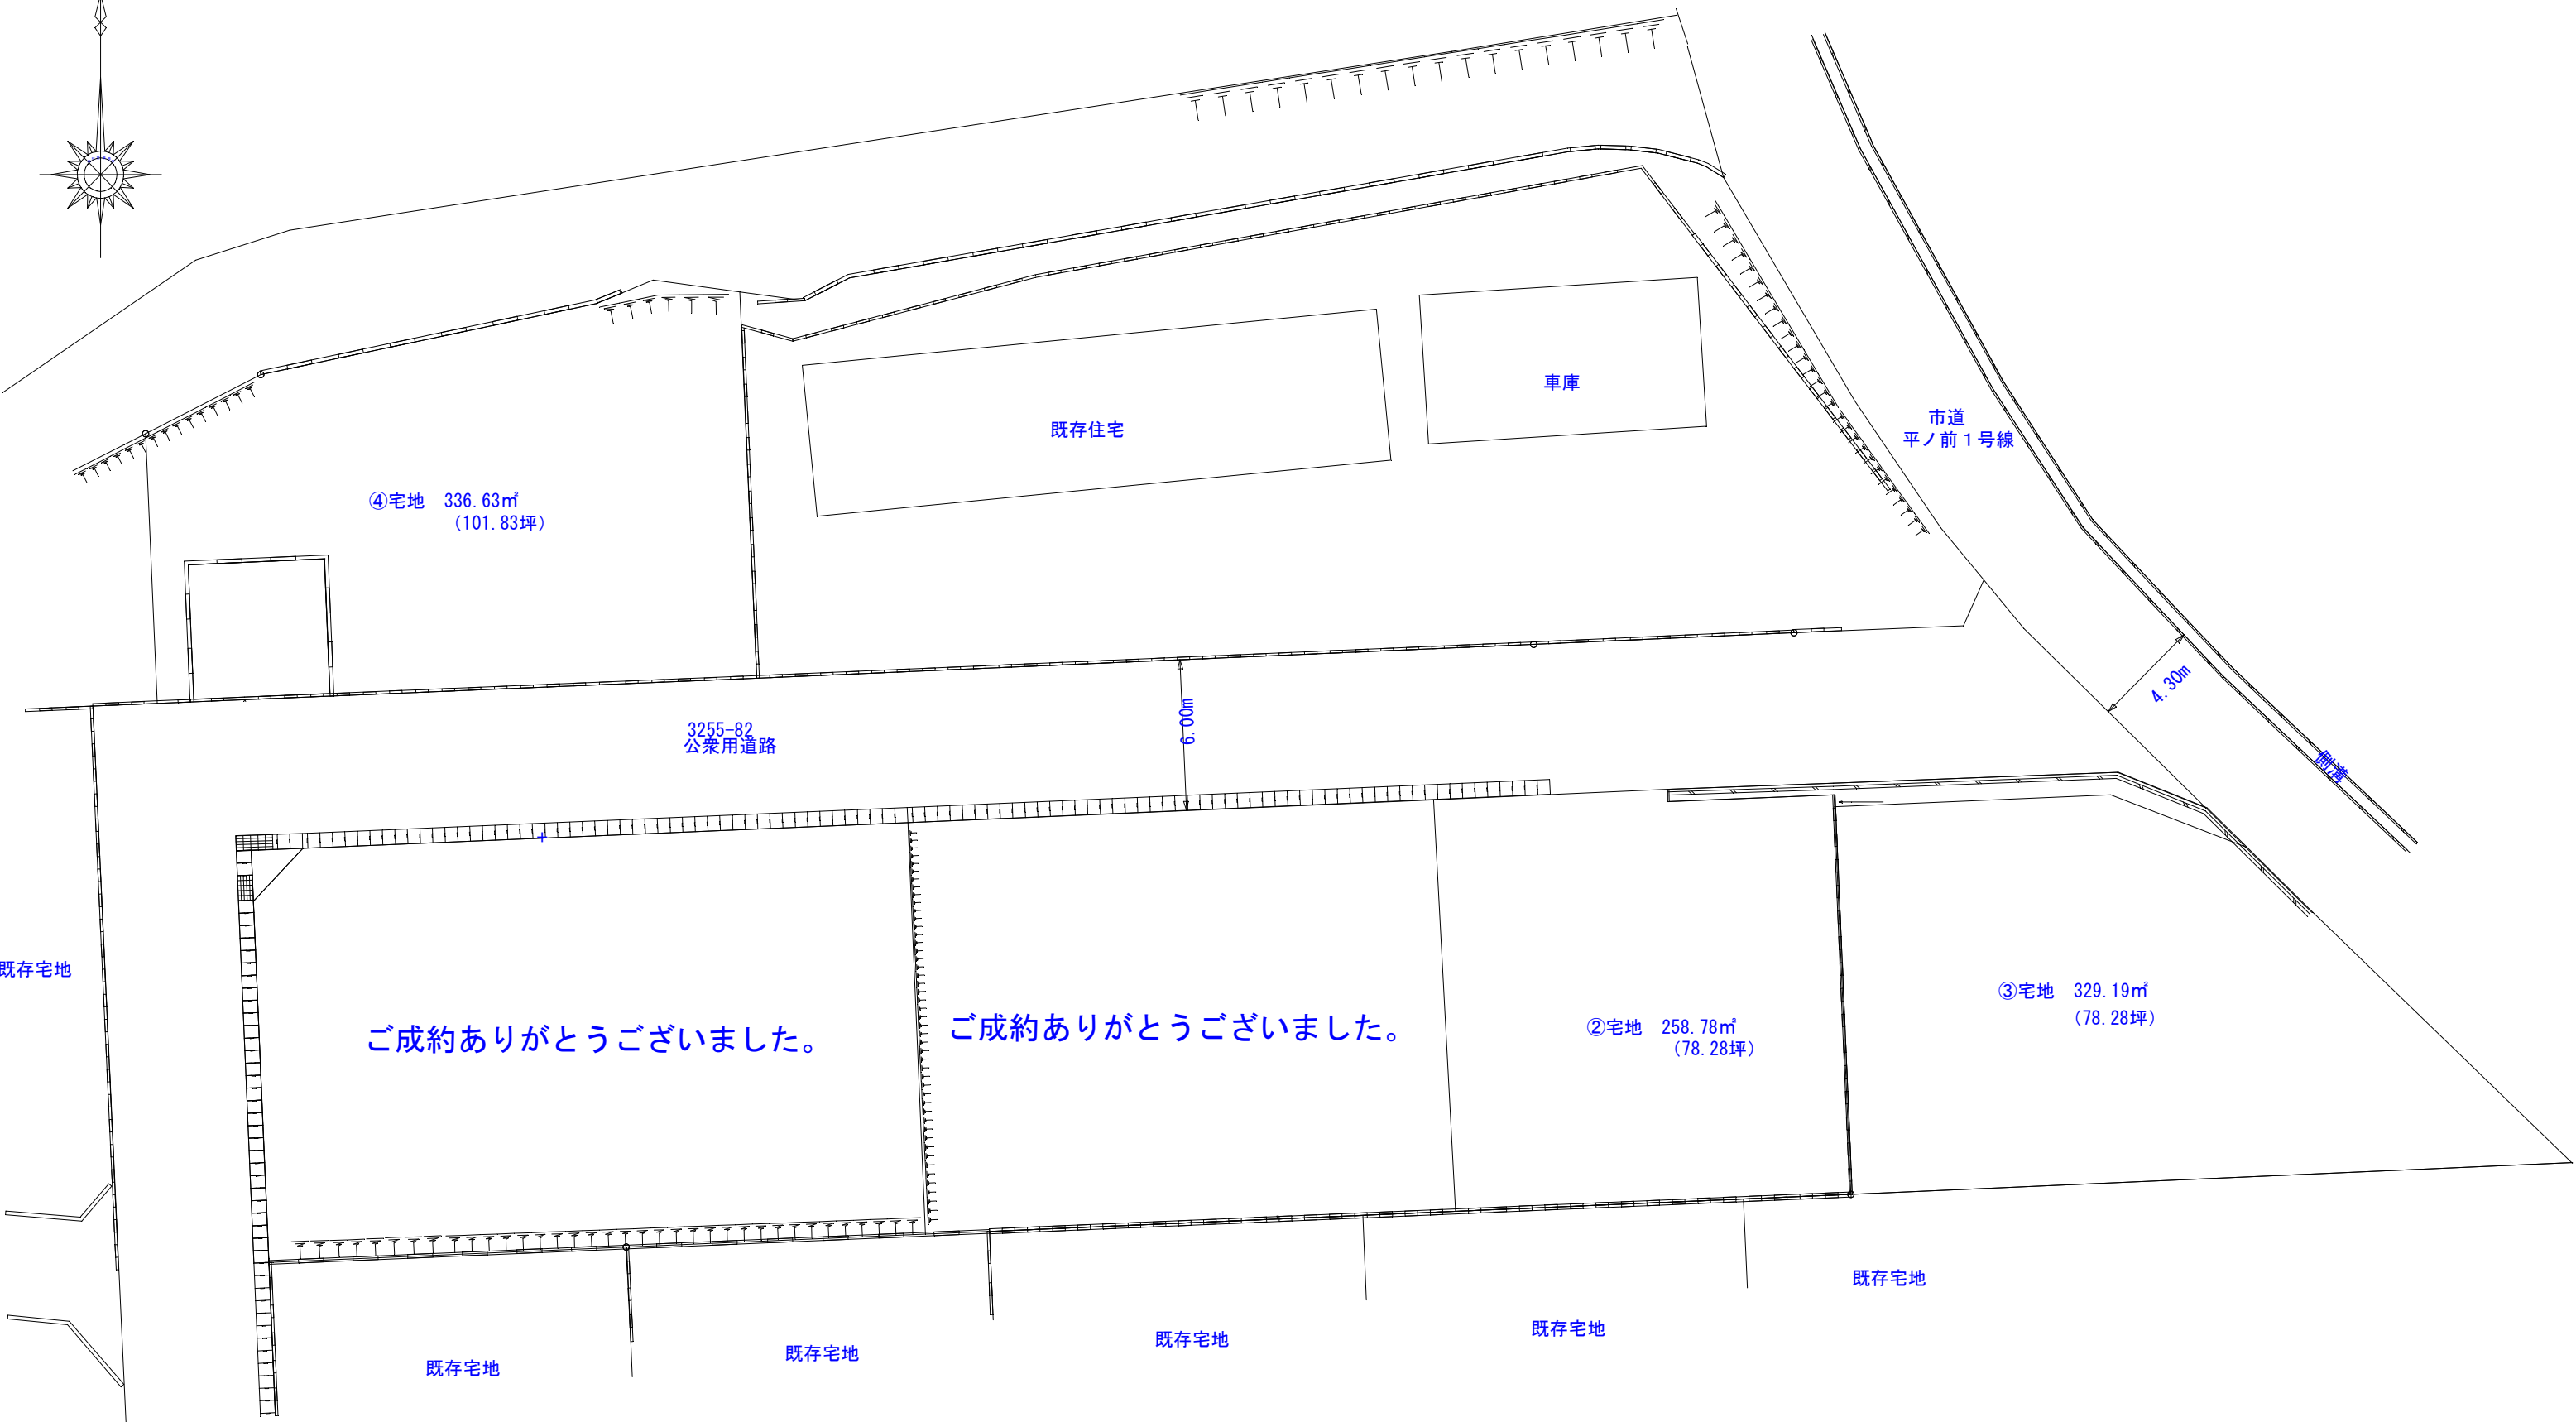 車庫
市道
平ノ前１号線
既存住宅
④宅地　336.63㎡
（101.83坪）
4.30m
6.00m
3255-82
公衆用道路
側溝
既存宅地
③宅地　329.19㎡
（78.28坪）
ご成約ありがとうございました。
ご成約ありがとうございました。
②宅地　258.78㎡
（78.28坪）
既存宅地
既存宅地
既存宅地
既存宅地
既存宅地